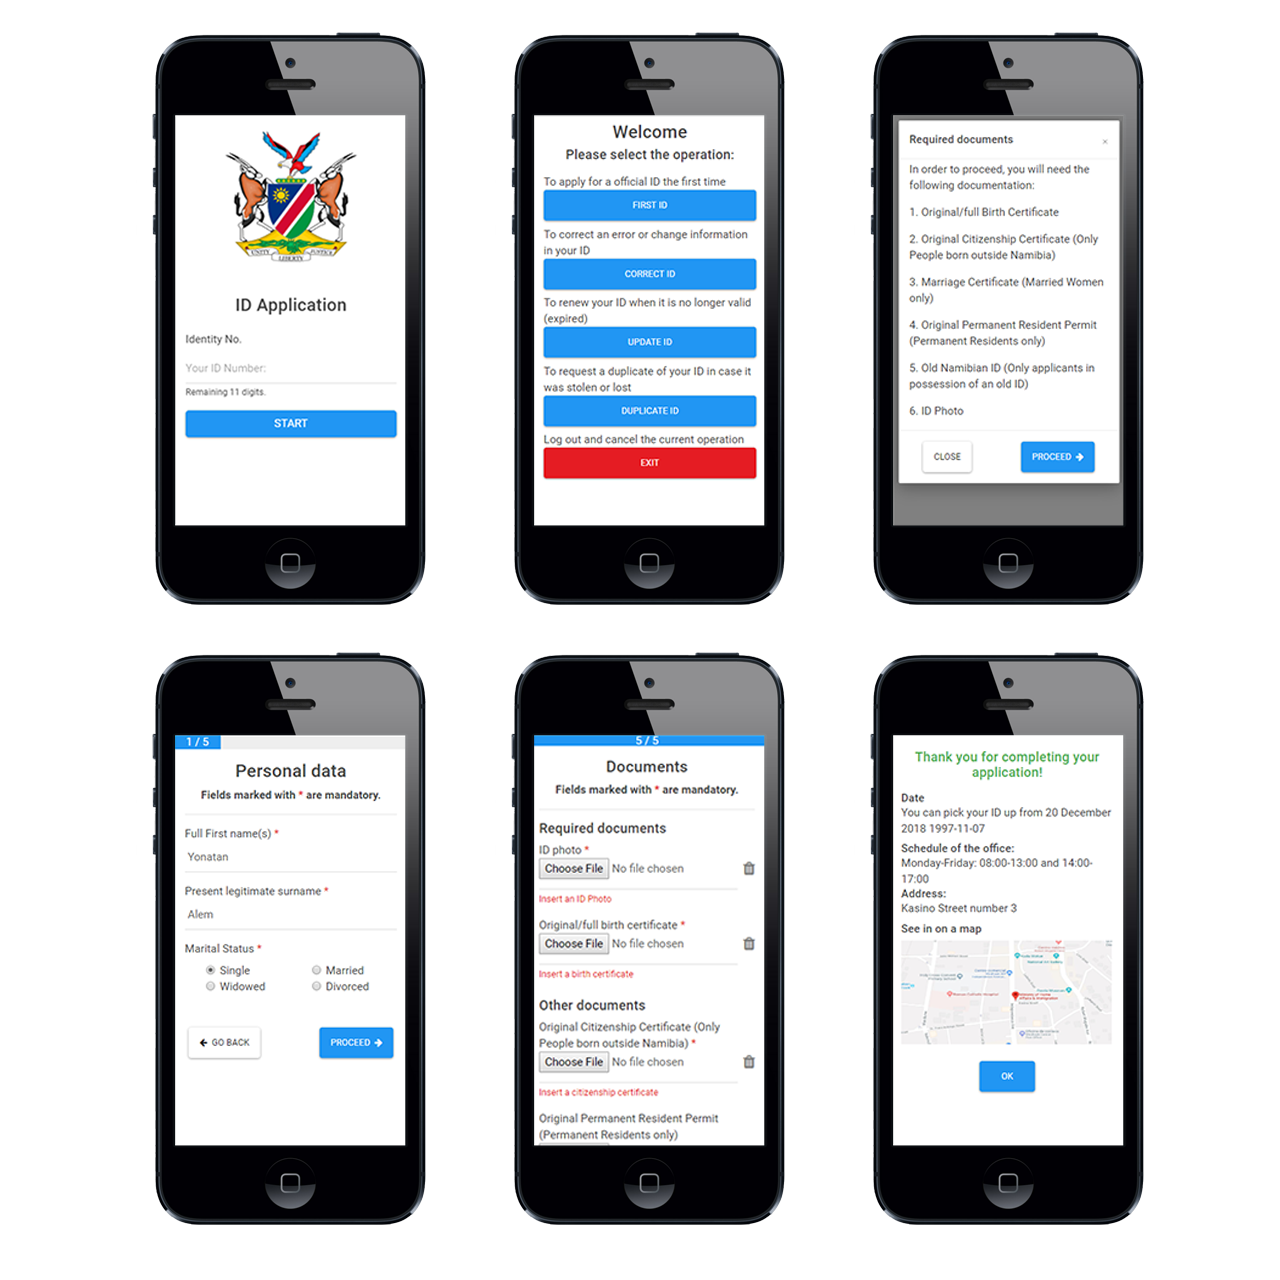 UNITY LIBERTY JUSTICE
ID Application
Identity No.
Your ID Number:
Remaining 11 digits.
START
Welcome
Please select the operation:
To apply for a official ID the first time
FIRST ID
To correct an error or change information
in your ID
CORRECT ID
To renew your ID when it is no longer valid
(expired)
UPDATE ID
To request a duplicate of your ID in case it
was stolen or lost
DUPLICATE ID
Log out and cancel the current operation
EXIT
Required documents ×
In order to proceed, you will need the
following documentation:
1. Original/full Birth Certificate
2. Original Citizenship Certificate (Only
People born outside Namibia)
3. Marriage Certificate (Married Women
only)
4. Original Permanent Resident Permit
(Permanent Residents only)
5. Old Namibian ID (Only applicants in
possession of an old ID)
6. ID Photo
CLOSE PROCEED →
1 / 5
Personal data
Fields marked with * are mandatory.
Full First name(s) *
Yonatan
Present legitimate surname *
Alem
Marital Status *
Single Married
Widowed Divorced
← GO BACK PROCEED →
5 / 5
Documents
Fields marked with * are mandatory.
Required documents
ID photo *
Choose File No file chosen
Insert an ID Photo
Original/full birth certificate *
Choose File No file chosen
Insert a birth certificate
Other documents
Original Citizenship Certificate (Only
People born outside Namibia) *
Choose File No file chosen
Insert a citizenship certificate
Original Permanent Resident Permit
(Permanent Residents only)
Thank you for completing your
application!
Date
You can pick your ID up from 20 December
2018 1997-11-07
Schedule of the office:
Monday-Friday: 08:00-13:00 and 14:00-
17:00
Address:
Kasino Street number 3
See in on a map
OK